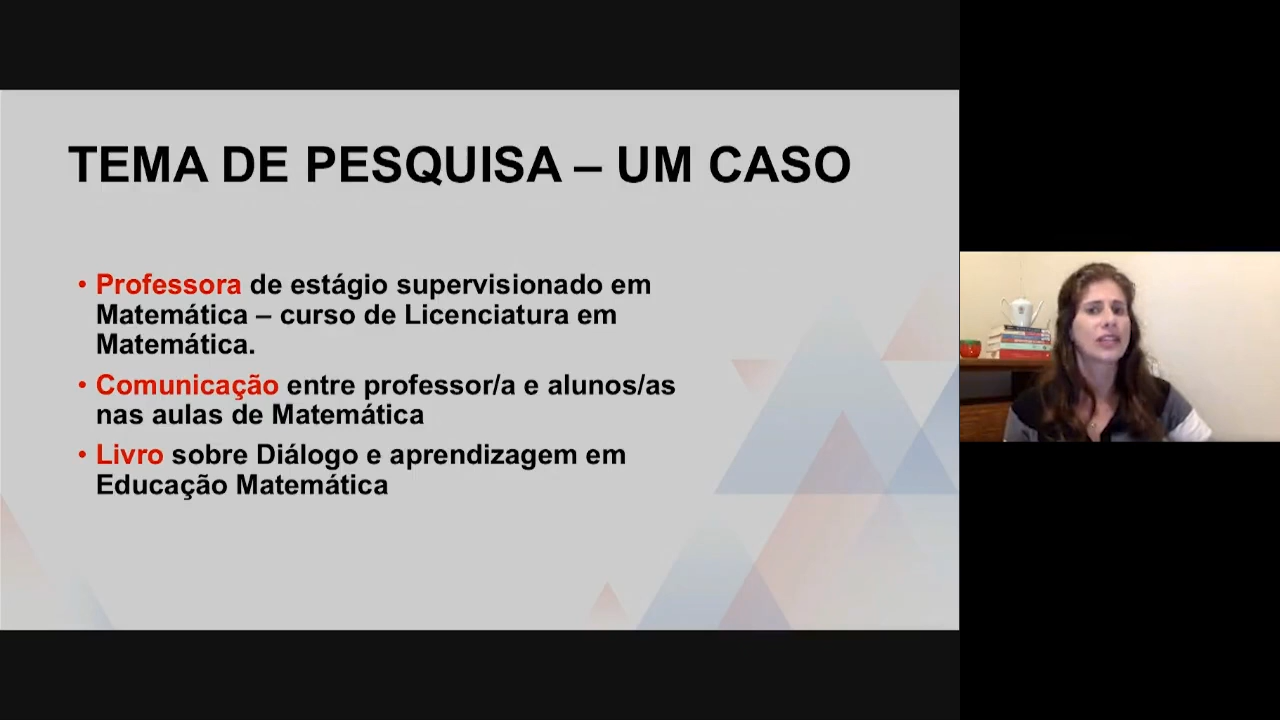 TEMA DE PESQUISA – UM CASO
• Professora de estágio supervisionado em
Matemática – curso de Licenciatura em
Matemática.
• Comunicação entre professor/a e alunos/as
nas aulas de Matemática
• Livro sobre Diálogo e aprendizagem em
Educação Matemática